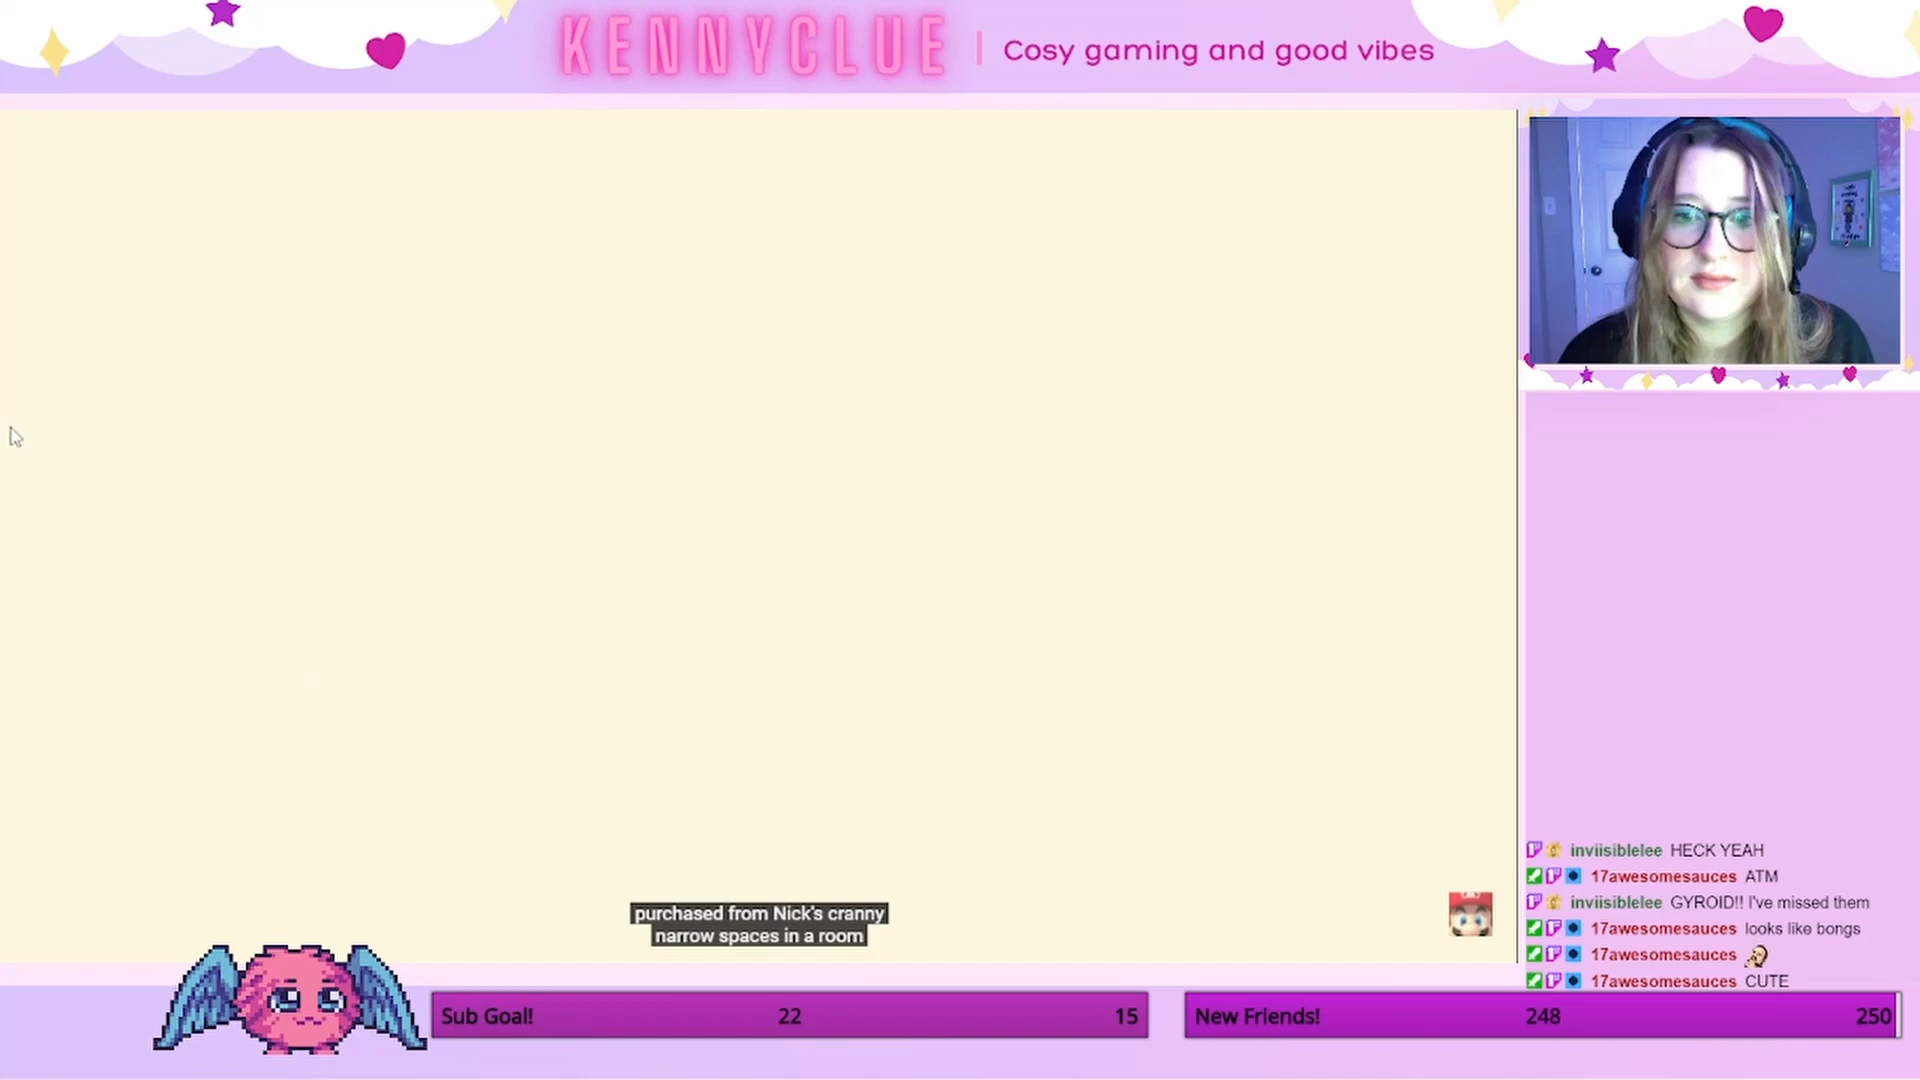 KENNYCLUE | Cosy gaming and good vibes
purchased from Nick's cranny
narrow spaces in a room
inviisiblelee HECK YEAH
17awesomesauces ATM
inviisiblelee GYROID!! I've missed them
17awesomesauces looks like bongs
17awesomesauces
17awesomesauces CUTE
Sub Goal! 22 15
New Friends! 248 250